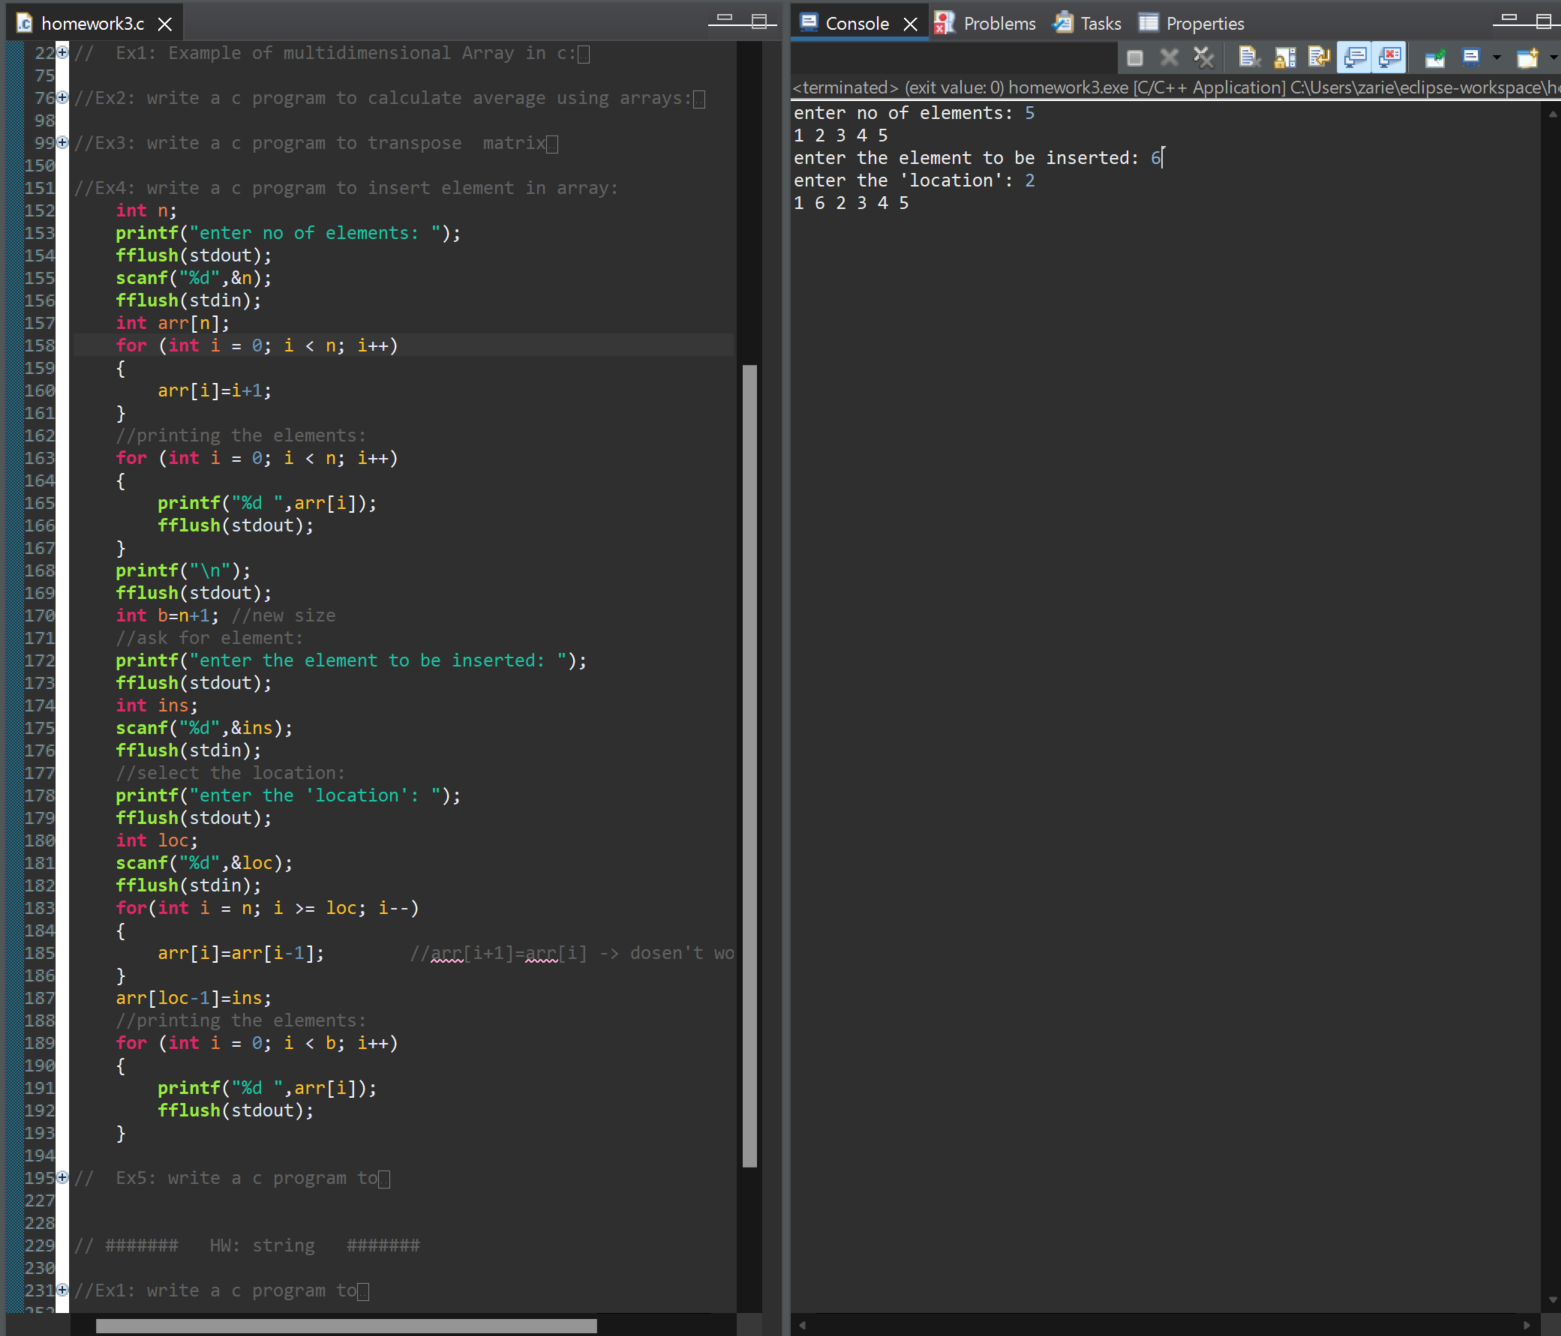 homework3.c
22 //  Ex1: Example of multidimensional Array in c:
75
76 //Ex2: write a c program to calculate average using arrays:
98
99 //Ex3: write a c program to transpose  matrix
150
151 //Ex4: write a c program to insert element in array:
152     int n;
153     printf("enter no of elements: ");
154     fflush(stdout);
155     scanf("%d",&n);
156     fflush(stdin);
157     int arr[n];
158     for (int i = 0; i < n; i++)
159     {
160         arr[i]=i+1;
161     }
162     //printing the elements:
163     for (int i = 0; i < n; i++)
164     {
165         printf("%d ",arr[i]);
166         fflush(stdout);
167     }
168     printf("\n");
169     fflush(stdout);
170     int b=n+1; //new size
171     //ask for element:
172     printf("enter the element to be inserted: ");
173     fflush(stdout);
174     int ins;
175     scanf("%d",&ins);
176     fflush(stdin);
177     //select the location:
178     printf("enter the 'location': ");
179     fflush(stdout);
180     int loc;
181     scanf("%d",&loc);
182     fflush(stdin);
183     for(int i = n; i >= loc; i--)
184     {
185         arr[i]=arr[i-1];        //arr[i+1]=arr[i] -> dosen't wo
186     }
187     arr[loc-1]=ins;
188     //printing the elements:
189     for (int i = 0; i < b; i++)
190     {
191         printf("%d ",arr[i]);
192         fflush(stdout);
193     }
194
195 //  Ex5: write a c program to
227
228
229 // #######   HW: string   #######
230
231 //Ex1: write a c program to
Console Problems Tasks Properties
<terminated> (exit value: 0) homework3.exe [C/C++ Application] C:\Users\zarie\eclipse-workspace\h
enter no of elements: 5
1 2 3 4 5
enter the element to be inserted: 6
enter the 'location': 2
1 6 2 3 4 5